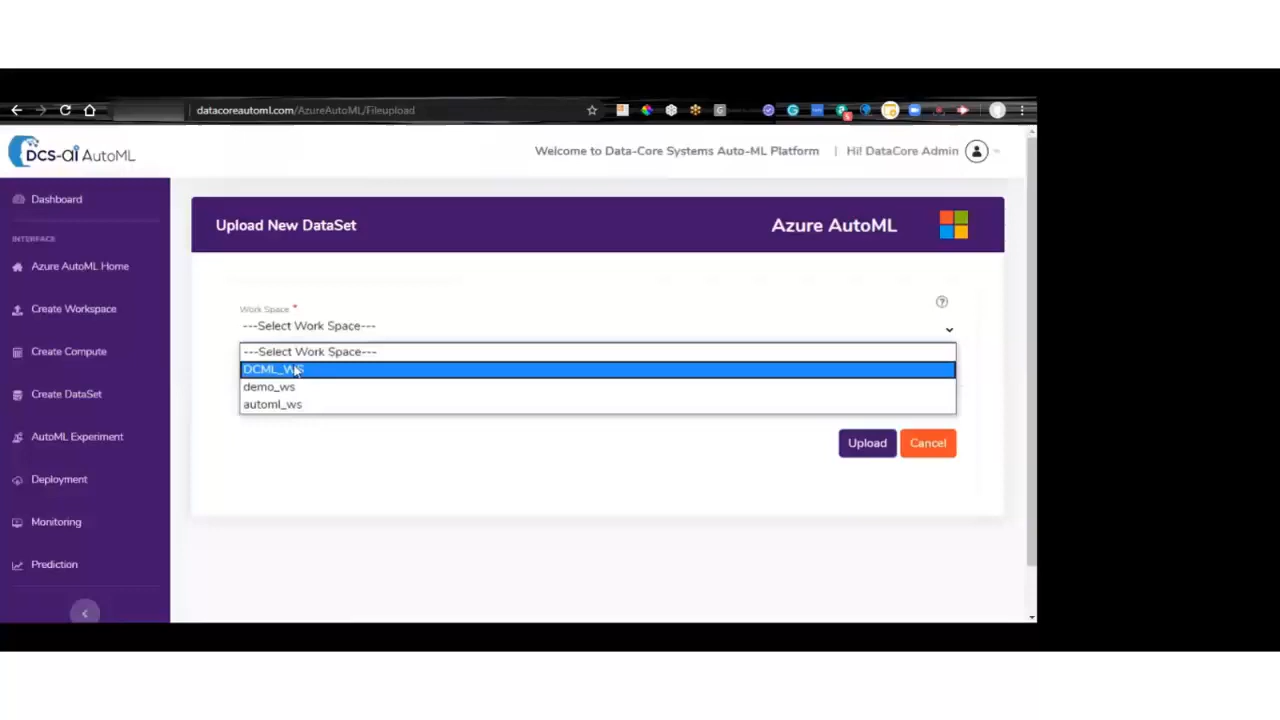 datacoreautoml.com/AzureAutoML/Fileupload
DCS-ai AutoML
Welcome to Data-Core Systems Auto-ML Platform | Hi! DataCore Admin
Dashboard
INTERFACE
Azure AutoML Home
Create Workspace
Create Compute
Create DataSet
AutoML Experiment
Deployment
Monitoring
Prediction
Upload New DataSet
Azure AutoML
Work Space *
---Select Work Space---
---Select Work Space---
DCML_WS
demo_ws
automl_ws
Upload
Cancel